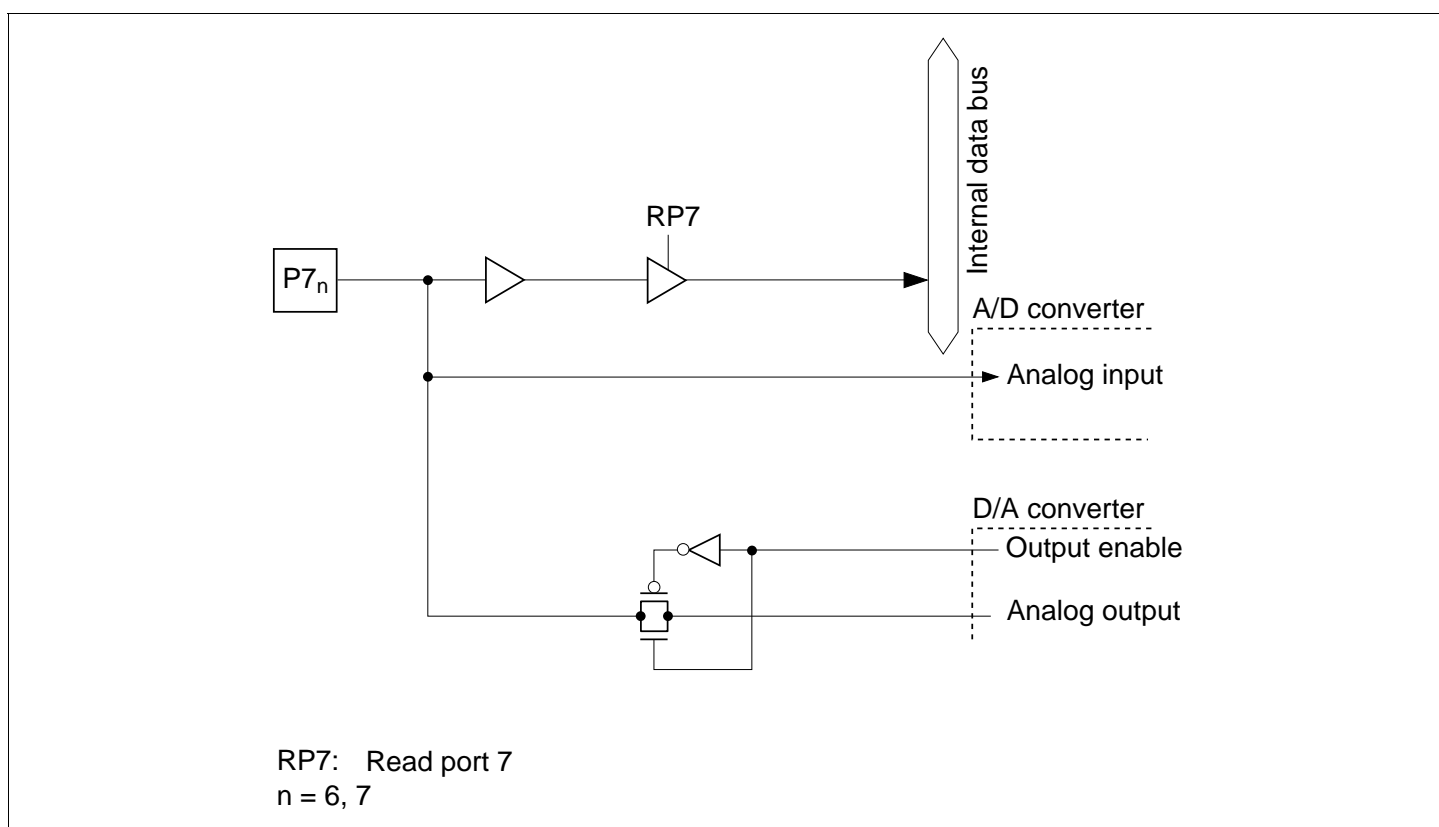 Internal data bus
RP7
P7n
A/D converter
Analog input
D/A converter
Output enable
Analog output
RP7: Read port 7
n = 6, 7